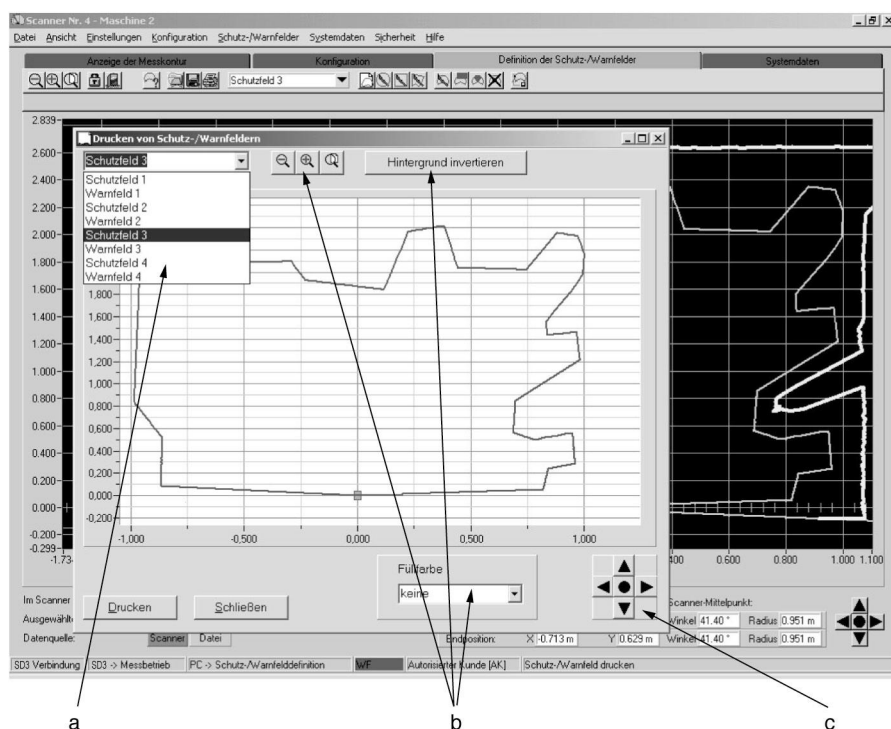 Scanner Nr. 4 - Maschine 2
Datei Ansicht Einstellungen Konfiguration Schutz-/Warnfelder Systemdaten Sicherheit Hilfe
Anzeige der Messkontur Konfiguration Definition der Schutz-/Warnfelder Systemdaten
Schutzfeld 3
2.839
2.600
2.400
2.200
2.000
1.800
1.600
1.400
1.200
1.000
0.800
0.600
0.400
0.200
0.000
-0.200
-0.299
Drucken von Schutz-/Warnfeldern
Schutzfeld 3
Hintergrund invertieren
Schutzfeld 1
Warnfeld 1
Schutzfeld 2
Warnfeld 2
Schutzfeld 3
Warnfeld 3
Schutzfeld 4
Warnfeld 4
1,800
1,600
1,400
1,200
1,000
0,800
0,600
0,400
0,200
0,000
-0,200
-1,000 -0,500 0,000 0,500 1,000
-1.73 400 0.600 0.800 1.000 1.100
Füllfarbe
keine
Drucken Schließen
Im Scanner Scanner-Mittelpunkt:
Winkel 41.40 ° Radius 0.951 m
Datenquelle: Scanner Datei Endposition: X -0.713 m Y 0.629 m Winkel 41.40 ° Radius 0.951 m
SD3 Verbindung SD3 -> Messbetrieb PC -> Schutz-/Warnfelddefinition WF Autorisierter Kunde [AK] Schutz-/Warnfeld drucken
a b c